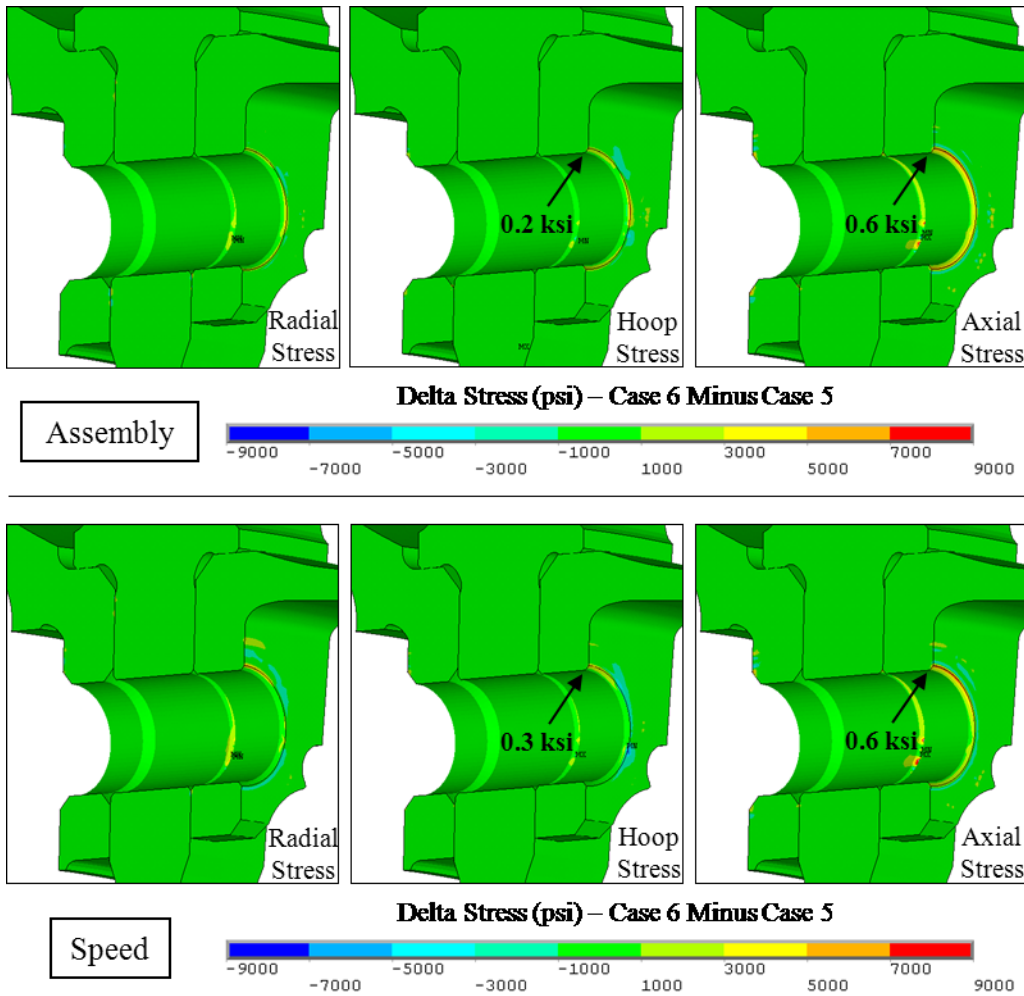 0.2 ksi
0.6 ksi
Radial
Stress
Hoop
Stress
Axial
Stress
Delta Stress (psi) – Case 6 Minus Case 5
Assembly
-9000 -7000 -5000 -3000 -1000 1000 3000 5000 7000 9000
0.3 ksi
0.6 ksi
Radial
Stress
Hoop
Stress
Axial
Stress
Delta Stress (psi) – Case 6 Minus Case 5
Speed
-9000 -7000 -5000 -3000 -1000 1000 3000 5000 7000 9000